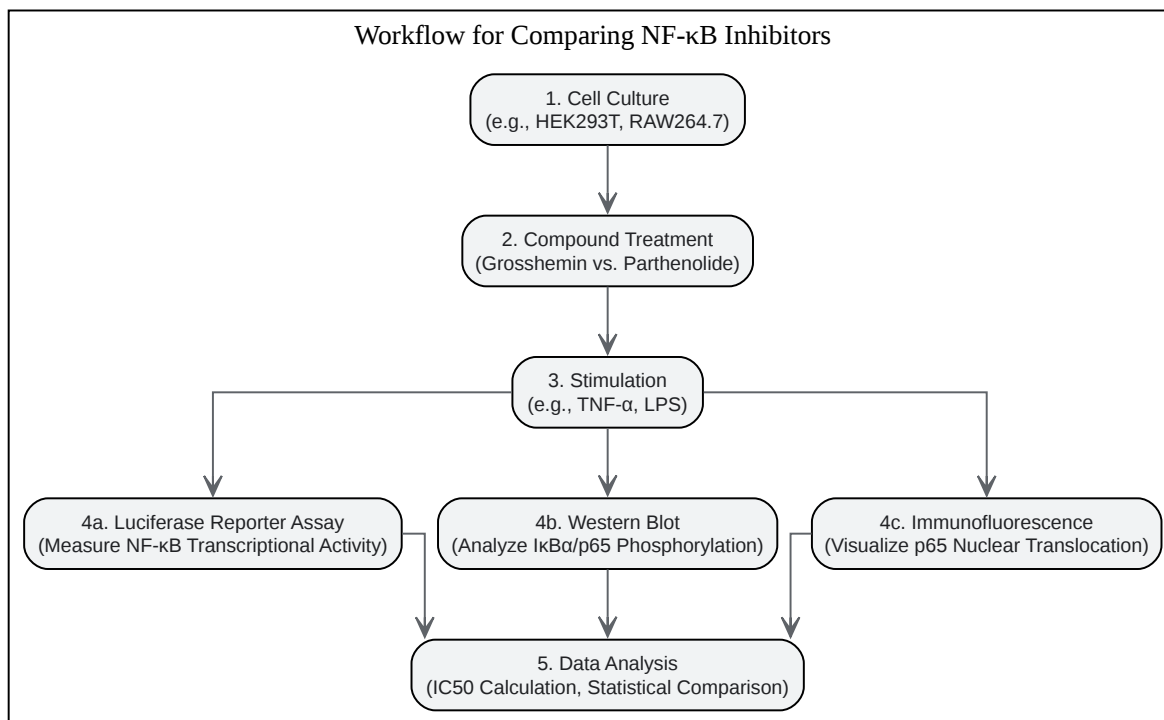 Workflow for Comparing NF-κB Inhibitors
1. Cell Culture
(e.g., HEK293T, RAW264.7)
2. Compound Treatment
(Grosshemin vs. Parthenolide)
3. Stimulation
(e.g., TNF-α, LPS)
4a. Luciferase Reporter Assay
(Measure NF-κB Transcriptional Activity)
4b. Western Blot
(Analyze IκBα/p65 Phosphorylation)
4c. Immunofluorescence
(Visualize p65 Nuclear Translocation)
5. Data Analysis
(IC50 Calculation, Statistical Comparison)